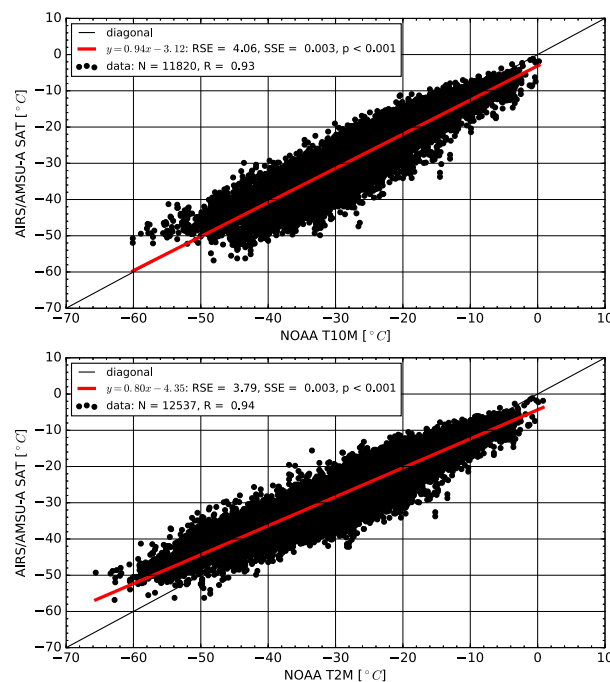 10
diagonal
y=0.94x−3.12: RSE = 4.06, SSE = 0.003, p < 0.001
data: N = 11820, R = 0.93
0
−10
−20
−30
−40
−50
−60
−70
AIRS/AMSU-A SAT [°C]
−70 −60 −50 −40 −30 −20 −10 0 10
NOAA T10M [°C]
10
diagonal
y=0.80x−4.35: RSE = 3.79, SSE = 0.003, p < 0.001
data: N = 12537, R = 0.94
0
−10
−20
−30
−40
−50
−60
−70
AIRS/AMSU-A SAT [°C]
−70 −60 −50 −40 −30 −20 −10 0 10
NOAA T2M [°C]